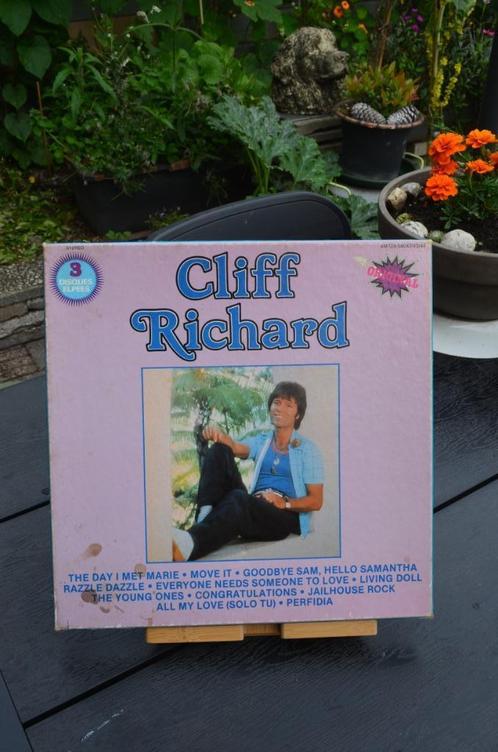 STEREO
3
DISQUES
ELPEES
Cliff
Richard
ORIGINAL
THE DAY I MET MARIE • MOVE IT • GOODBYE SAM, HELLO SAMANTHA
RAZZLE DAZZLE • EVERYONE NEEDS SOMEONE TO LOVE • LIVING DOLL
THE YOUNG ONES • CONGRATULATIONS • JAILHOUSE ROCK
ALL MY LOVE (SOLO TU) • PERFIDIA